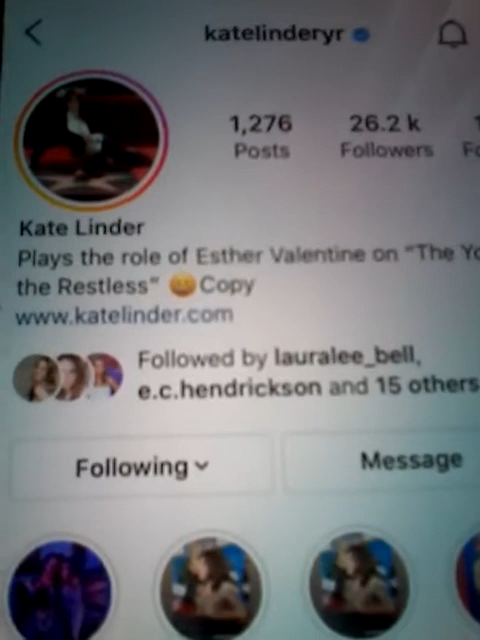 katelinderyr
1,276
Posts
26.2 k
Followers
Kate Linder
Plays the role of Esther Valentine on "The Yo
the Restless" 😀Copy
www.katelinder.com
Followed by lauralee_bell,
e.c.hendrickson and 15 others
Following
Message